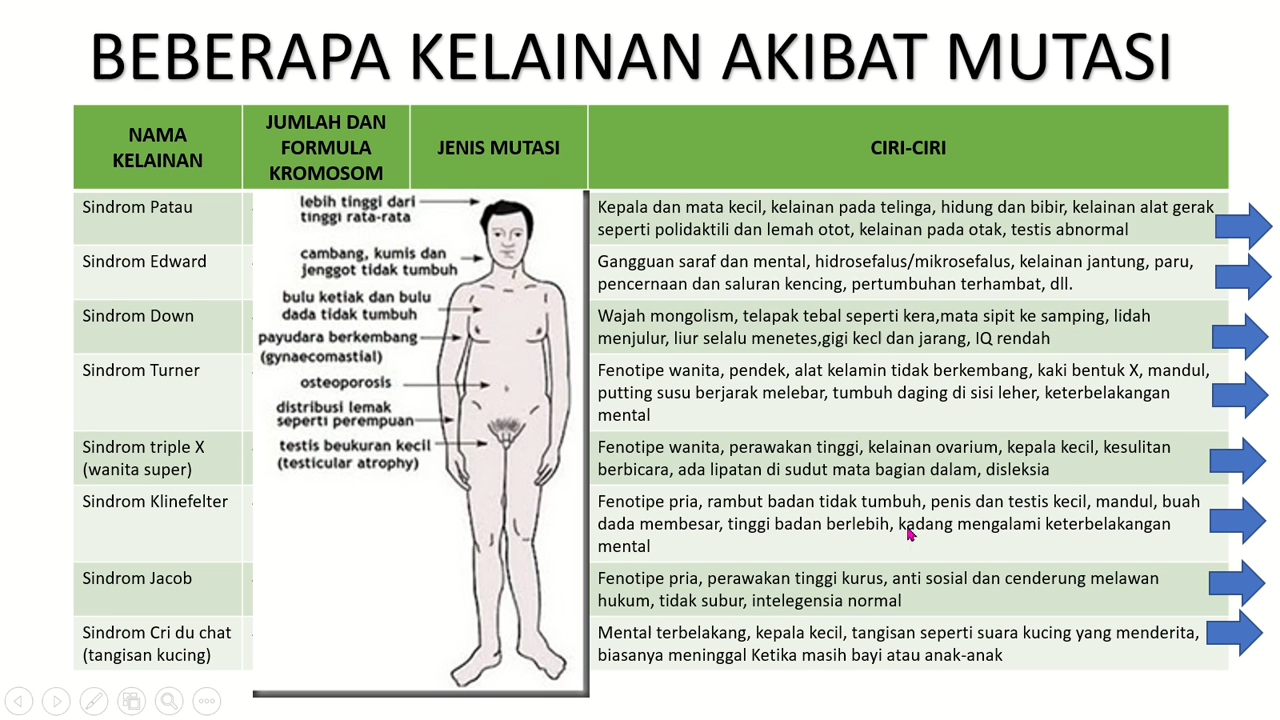 BEBERAPA KELAINAN AKIBAT MUTASI
NAMA
KELAINAN
JUMLAH DAN
FORMULA
KROMOSOM
JENIS MUTASI
CIRI-CIRI
Sindrom Patau
Kepala dan mata kecil, kelainan pada telinga, hidung dan bibir, kelainan alat gerak
seperti polidaktili dan lemah otot, kelainan pada otak, testis abnormal
Sindrom Edward
Gangguan saraf dan mental, hidrosefalus/mikrosefalus, kelainan jantung, paru,
pencernaan dan saluran kencing, pertumbuhan terhambat, dll.
Sindrom Down
Wajah mongolism, telapak tebal seperti kera,mata sipit ke samping, lidah
menjulur, liur selalu menetes,gigi kecl dan jarang, IQ rendah
Sindrom Turner
Fenotipe wanita, pendek, alat kelamin tidak berkembang, kaki bentuk X, mandul,
putting susu berjarak melebar, tumbuh daging di sisi leher, keterbelakangan
mental
Sindrom triple X
(wanita super)
Fenotipe wanita, perawakan tinggi, kelainan ovarium, kepala kecil, kesulitan
berbicara, ada lipatan di sudut mata bagian dalam, disleksia
Sindrom Klinefelter
Fenotipe pria, rambut badan tidak tumbuh, penis dan testis kecil, mandul, buah
dada membesar, tinggi badan berlebih, kadang mengalami keterbelakangan
mental
Sindrom Jacob
Fenotipe pria, perawakan tinggi kurus, anti sosial dan cenderung melawan
hukum, tidak subur, intelegensia normal
Sindrom Cri du chat
(tangisan kucing)
Mental terbelakang, kepala kecil, tangisan seperti suara kucing yang menderita,
biasanya meninggal Ketika masih bayi atau anak-anak
lebih tinggi dari
tinggi rata-rata
cambang, kumis dan
jenggot tidak tumbuh
bulu ketiak dan bulu
dada tidak tumbuh
payudara berkembang
(gynaecomastial)
osteoporosis
distribusi lemak
seperti perempuan
testis beukuran kecil
(testicular atrophy)